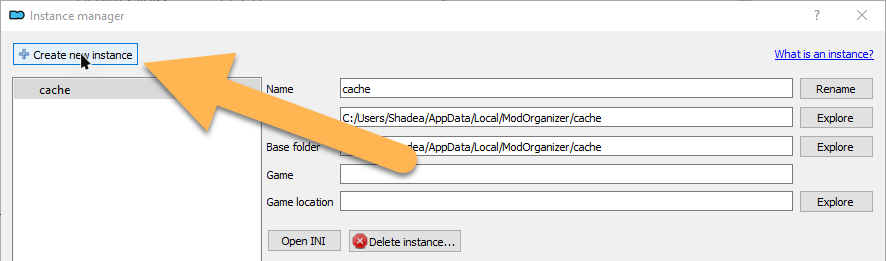 Instance manager
? 
Create new instance
What is an instance?
cache
Name
cache
Rename
C:/Users/Shadea/AppData/Local/ModOrganizer/cache
Explore
Base folder
dea/AppData/Local/ModOrganizer/cache
Explore
Game
Game location
Explore
Open INI
Delete instance...